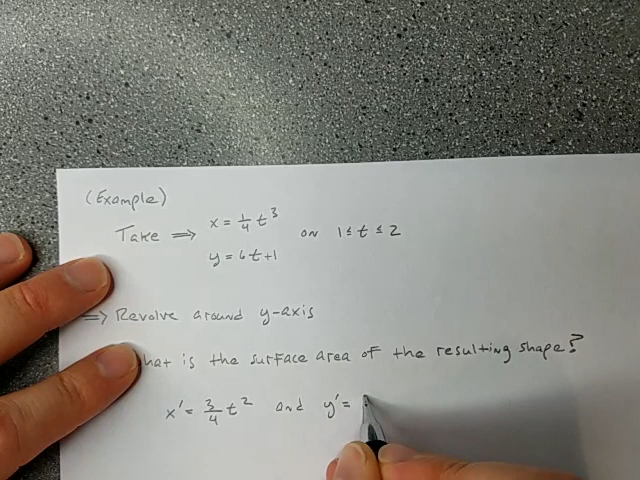 (Example)
Take ⟹ x = 1/4 t³
y = 6t+1
on 1 ≤ t ≤ 2
⟹ Revolve around y-axis
is the surface area of the resulting shape?
x' = 3/4 t² and y' =